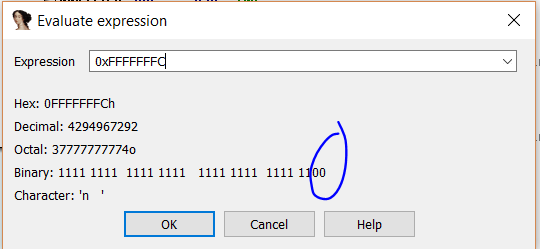 Evaluate expression
Expression 0xFFFFFFFC
Hex: 0FFFFFFFCh
Decimal: 4294967292
Octal: 37777777774o
Binary: 1111 1111 1111 1111 1111 1111 1111 1100
Character: 'n '
OK Cancel Help